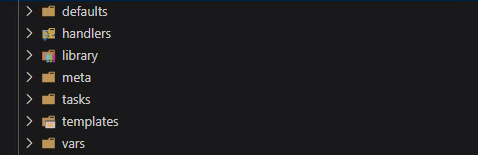 defaults
handlers
library
meta
tasks
templates
vars